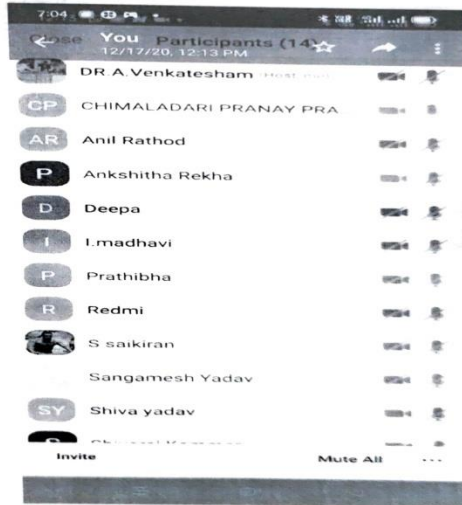 7:04
Close You Participants (14)
12/17/20, 12:13 PM
DR.A.Venkatesham
CP CHIMALADARI PRANAY PRA
AR Anil Rathod
P Ankshitha Rekha
D Deepa
I I.madhavi
P Prathibha
R Redmi
S saikiran
Sangamesh Yadav
SY Shiva yadav
Invite Mute All ...